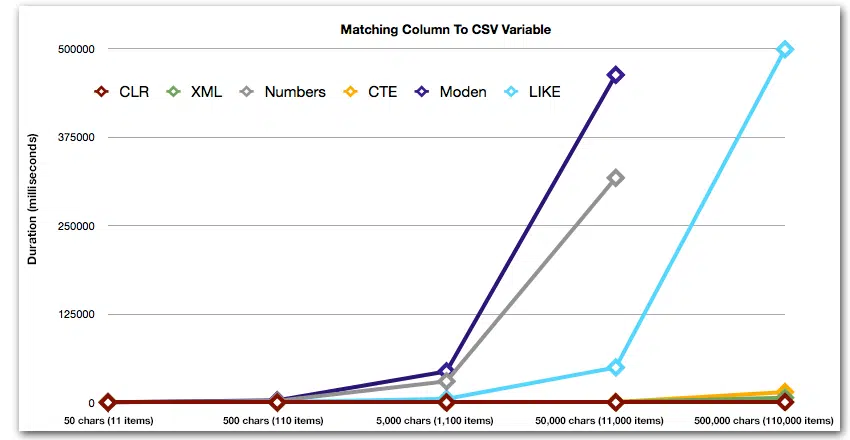 Matching Column To CSV Variable
500000
CLR XML Numbers CTE Moden LIKE
375000
Duration (milliseconds)
250000
125000
0
50 chars (11 items) 500 chars (110 items) 5,000 chars (1,100 items) 50,000 chars (11,000 items) 500,000 chars (110,000 items)